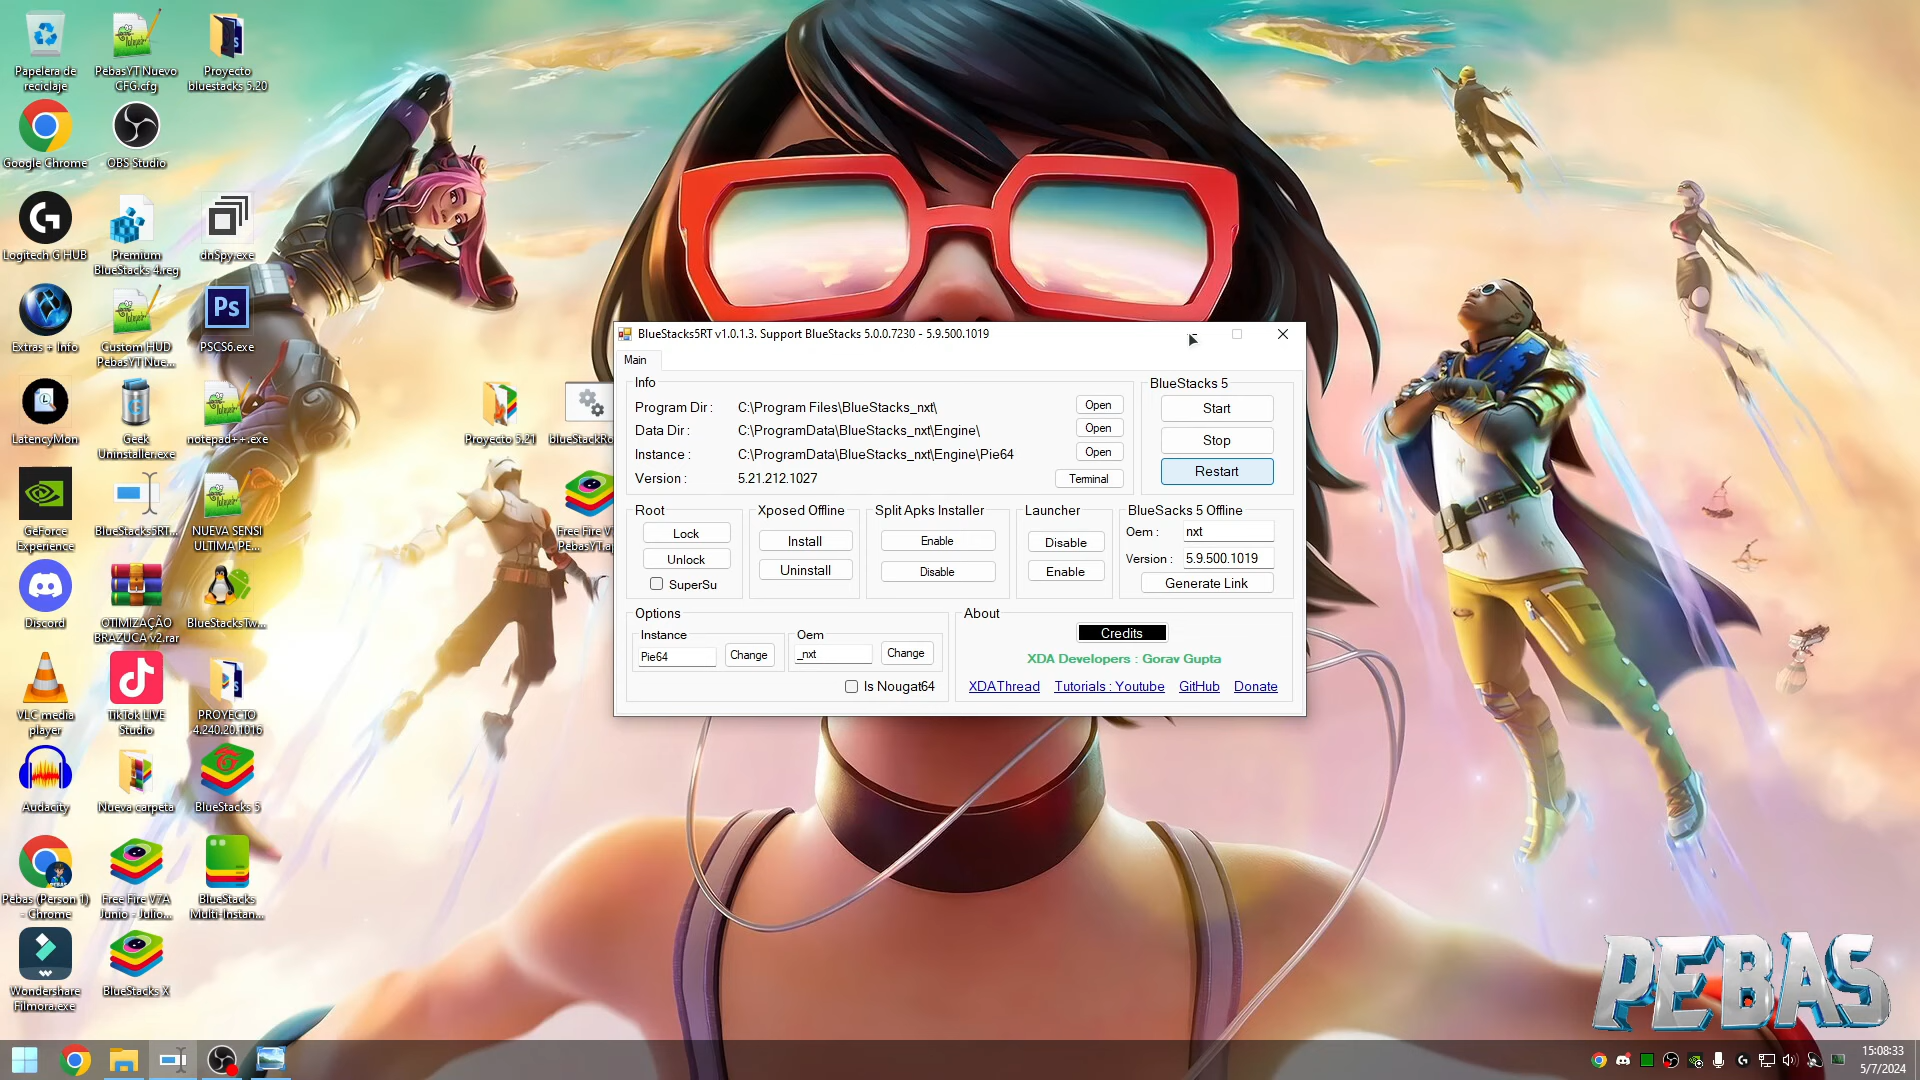 Papelera de
reciclaje
PebasYT Nuevo
CFG.cfg
Proyecto
bluestacks 5.20
Google Chrome
OBS Studio
Logitech G HUB
Premium
BlueStacks 4.reg
dnSpy.exe
Extras + Info
Custom HUD
PebasYT Nue...
Ps
PSCS6.exe
LatencyMon
Geek
Uninstaller.exe
notepad++.exe
GeForce
Experience
BlueStacks5RT...
NUEVA SENSI
ULTIMA PE...
Discord
OTIMIZAÇÃO
BRAZUCA v2.rar
BlueStacksTw...
VLC media
player
TikTok LIVE
Studio
PROYECTO
4.240.20.1016
Audacity
Nueva carpeta
BlueStacks 5
Pebas (Person 1)
- Chrome
Free Fire V7A
Junio - Julio...
BlueStacks
Multi-Instan...
Wondershare
Filmora.exe
BlueStacks X
Proyecto 5.21
blueStackRo
Free Fire V7
PebasYT.ap
BlueStacks5RT v1.0.1.3. Support BlueStacks 5.0.0.7230 - 5.9.500.1019
Main
Info
Program Dir : C:\Program Files\BlueStacks_nxt\ Open
Data Dir : C:\ProgramData\BlueStacks_nxt\Engine\ Open
Instance : C:\ProgramData\BlueStacks_nxt\Engine\Pie64 Open
Version : 5.21.212.1027 Terminal
BlueStacks 5
Start
Stop
Restart
Root
Lock
Unlock
SuperSu
Xposed Offline
Install
Uninstall
Split Apks Installer
Enable
Disable
Launcher
Disable
Enable
BlueSacks 5 Offline
Oem : nxt
Version : 5.9.500.1019
Generate Link
Options
Instance
Pie64 Change
Oem
_nxt Change
Is Nougat64
About
Credits
XDA Developers : Gorav Gupta
XDAThread Tutorials : Youtube GitHub Donate
PEBAS
15:08:33
5/7/2024